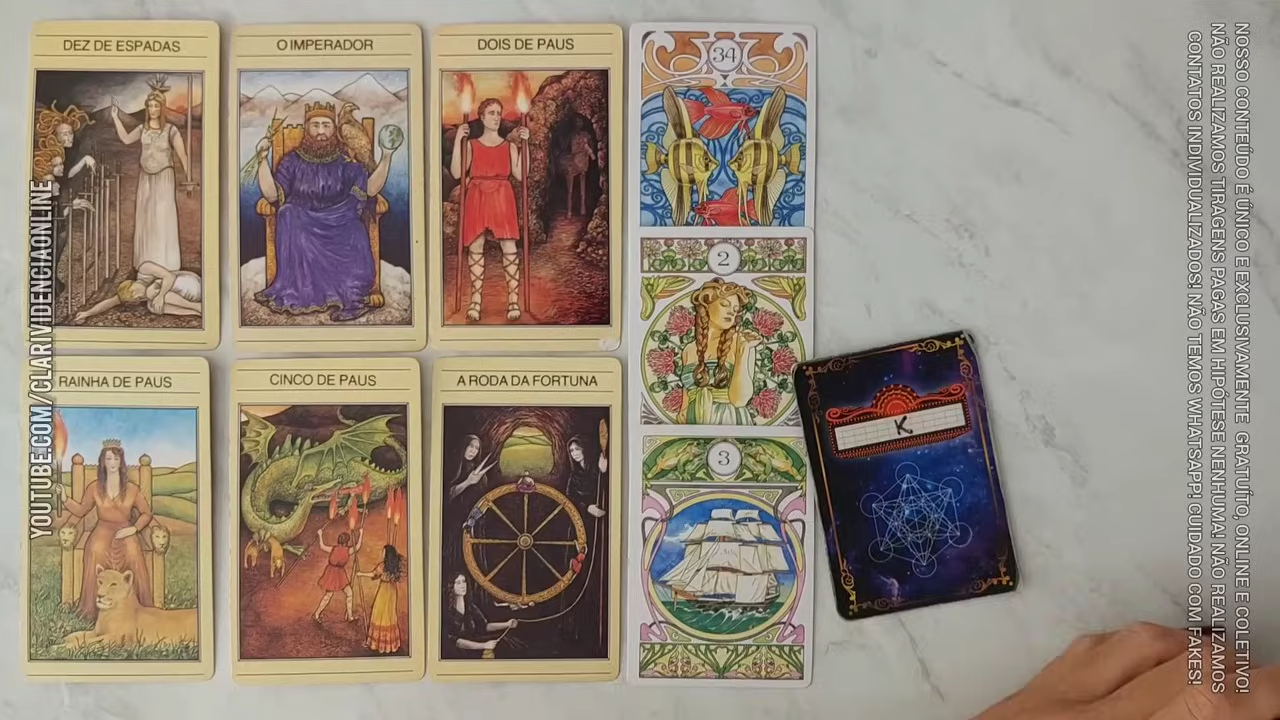 DEZ DE ESPADAS
O IMPERADOR
DOIS DE PAUS
34
RAINHA DE PAUS
CINCO DE PAUS
A RODA DA FORTUNA
2
3
K
YOUTUBE.COM/CLARIVIDENCIAONLINE
NOSSO CONTEÚDO É ÚNICO E EXCLUSIVAMENTE GRATUÍTO, ONLINE E COLETIVO!
NÃO REALIZAMOS TIRAGENS PAGAS EM HIPÓTESE NENHUMA! NÃO REALIZAMOS
CONTATOS INDIVIDUALIZADOS! NÃO TEMOS WHATSAPP! CUIDADO COM FAKES!